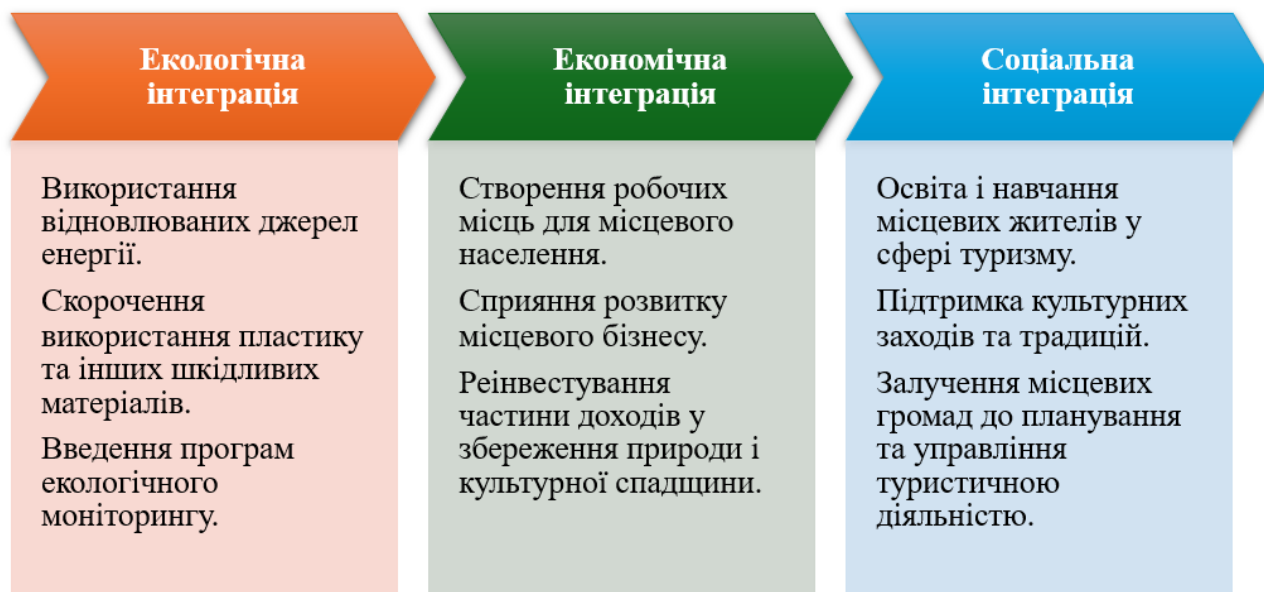 Екологічна
інтеграція
Використання
відновлюваних джерел
енергії.
Скорочення
використання пластику
та інших шкідливих
матеріалів.
Введення програм
екологічного
моніторингу.
Економічна
інтеграція
Створення робочих
місць для місцевого
населення.
Сприяння розвитку
місцевого бізнесу.
Реінвестування
частини доходів у
збереження природи і
культурної спадщини.
Соціальна
інтеграція
Освіта і навчання
місцевих жителів у
сфері туризму.
Підтримка культурних
заходів та традицій.
Залучення місцевих
громад до планування
та управління
туристичною
діяльністю.